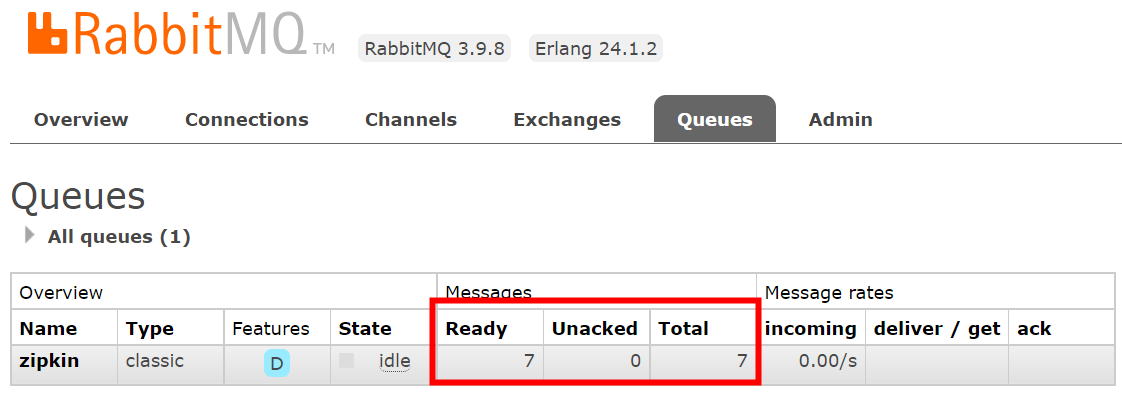 RabbitMQ TM RabbitMQ 3.9.8 Erlang 24.1.2
Overview Connections Channels Exchanges Queues Admin
Queues
All queues (1)
Overview Messages Message rates
Name Type Features State Ready Unacked Total incoming deliver / get ack
zipkin classic D idle 7 0 7 0.00/s